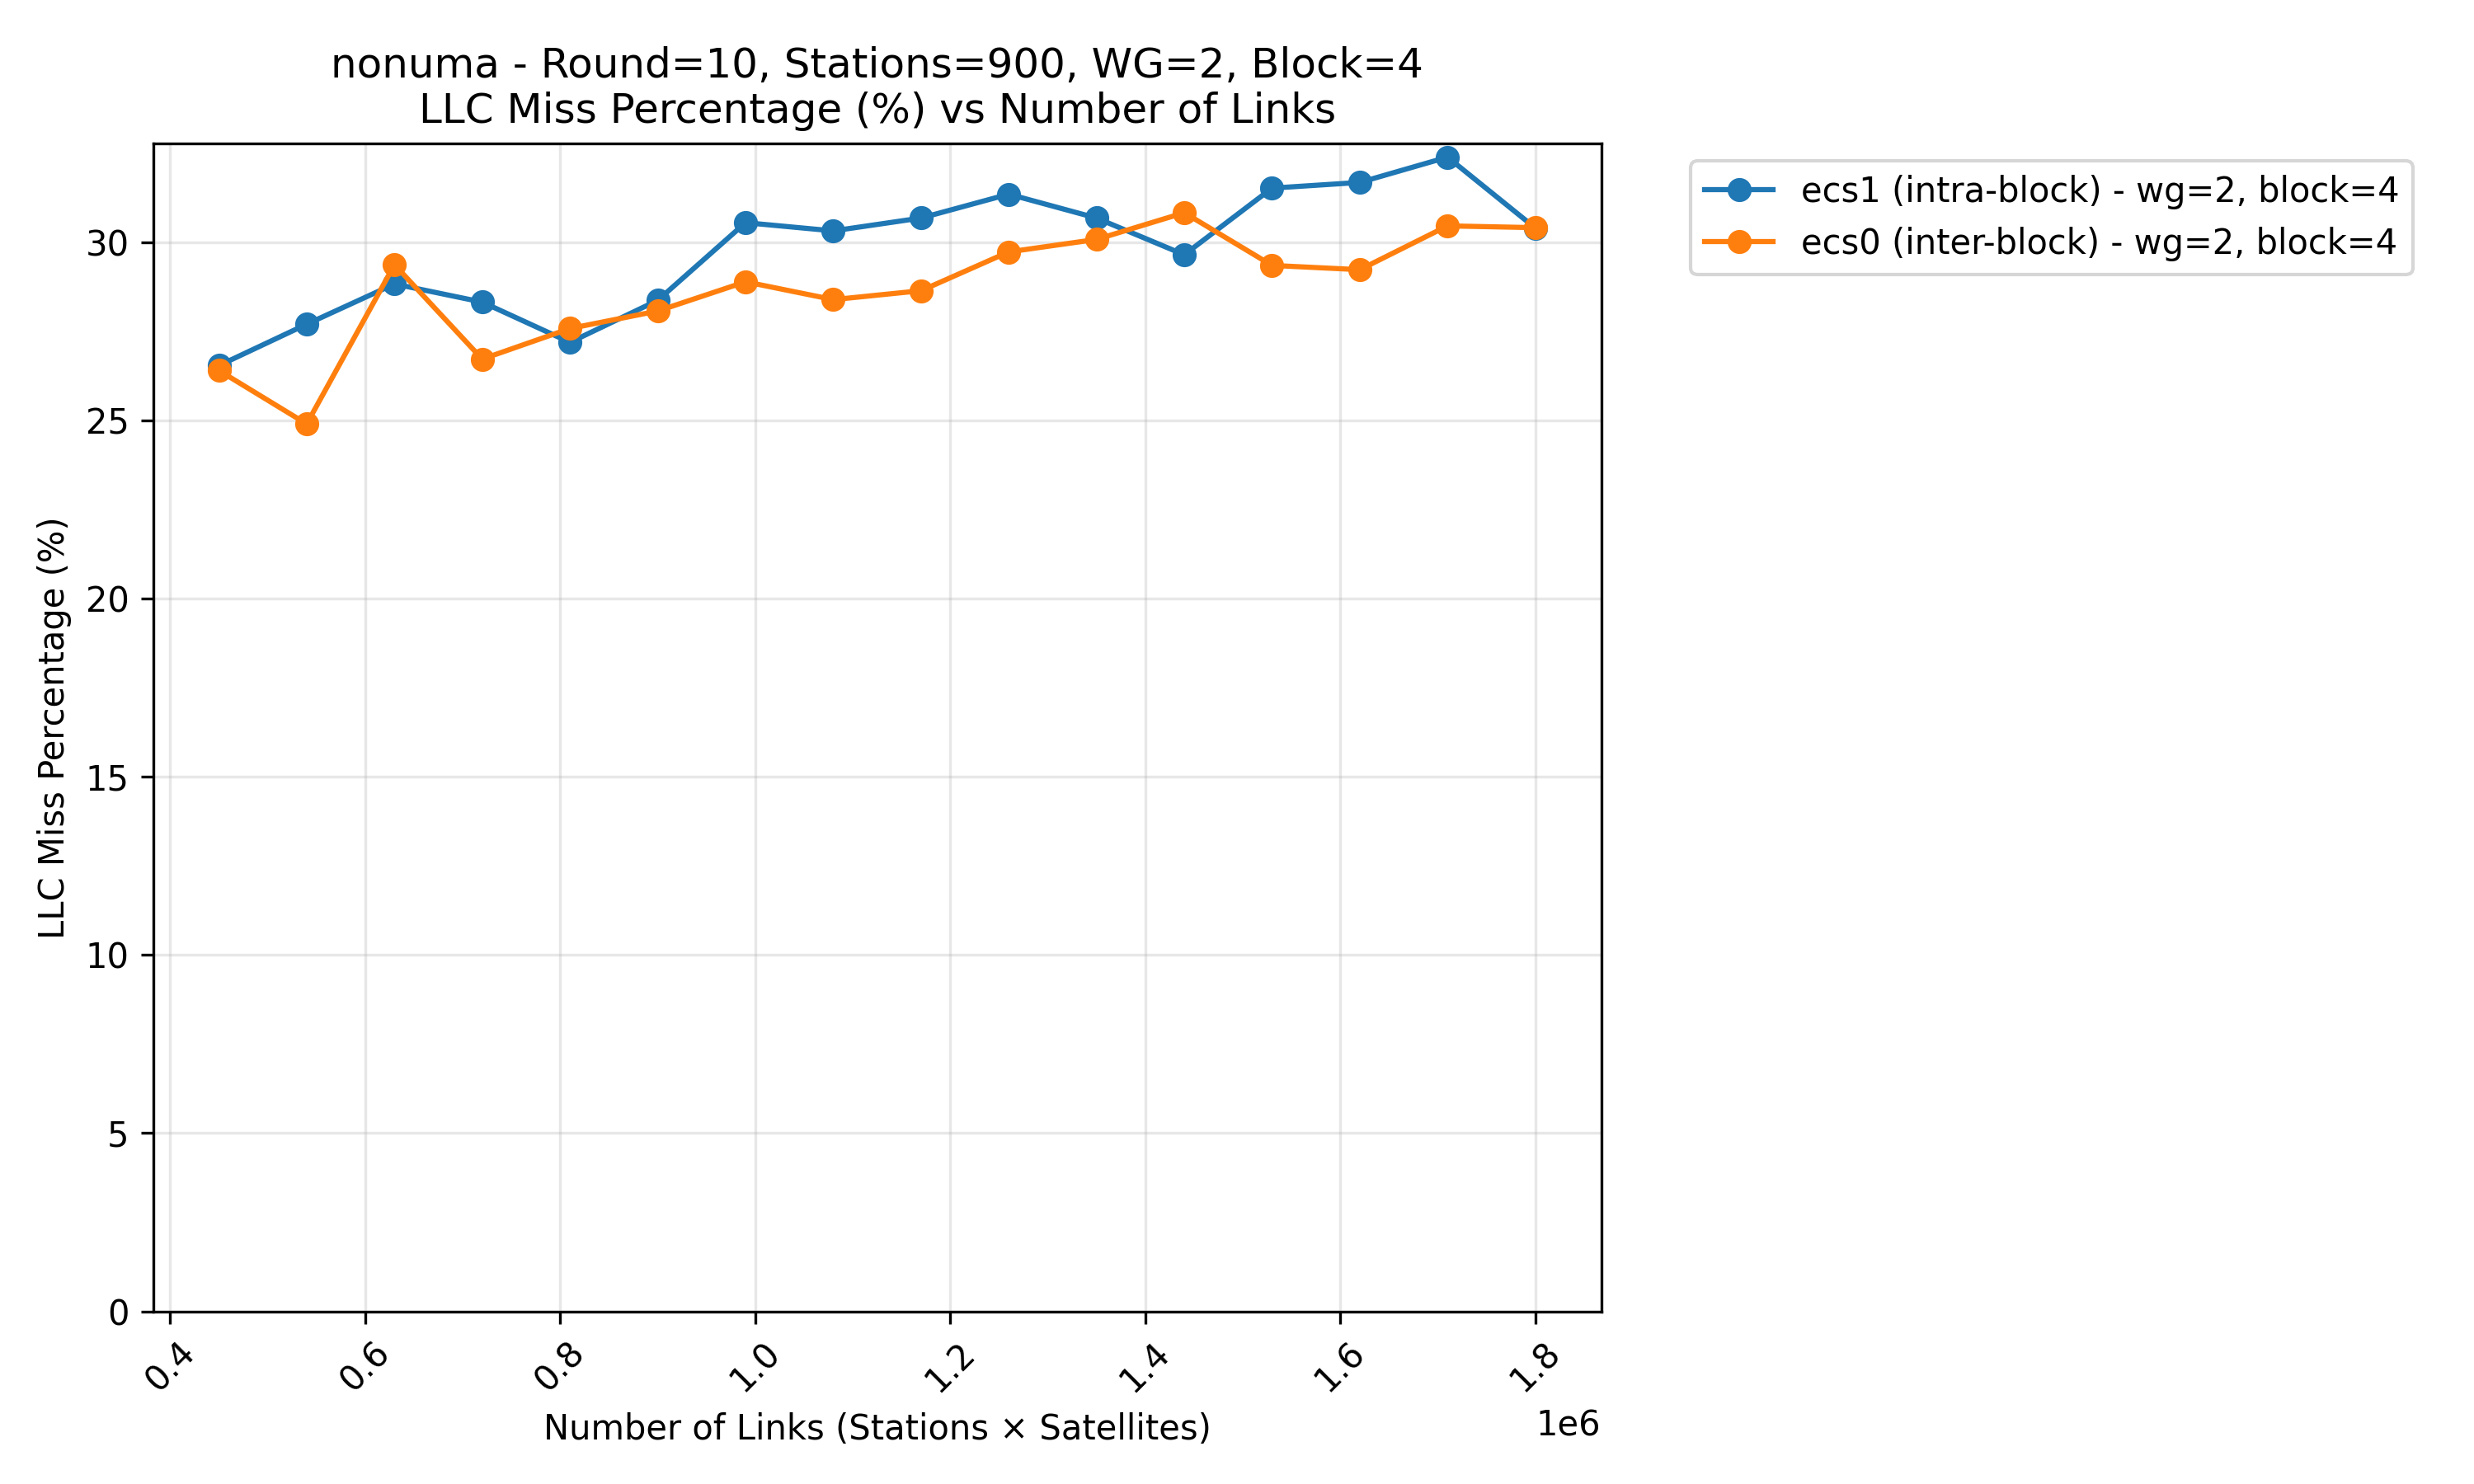 nonuma - Round=10, Stations=900, WG=2, Block=4
LLC Miss Percentage (%) vs Number of Links
ecs1 (intra-block) - wg=2, block=4
ecs0 (inter-block) - wg=2, block=4
LLC Miss Percentage (%)
30
25
20
15
10
5
0
0.4
0.6
0.8
1.0
1.2
1.4
1.6
1.8
1e6
Number of Links (Stations × Satellites)